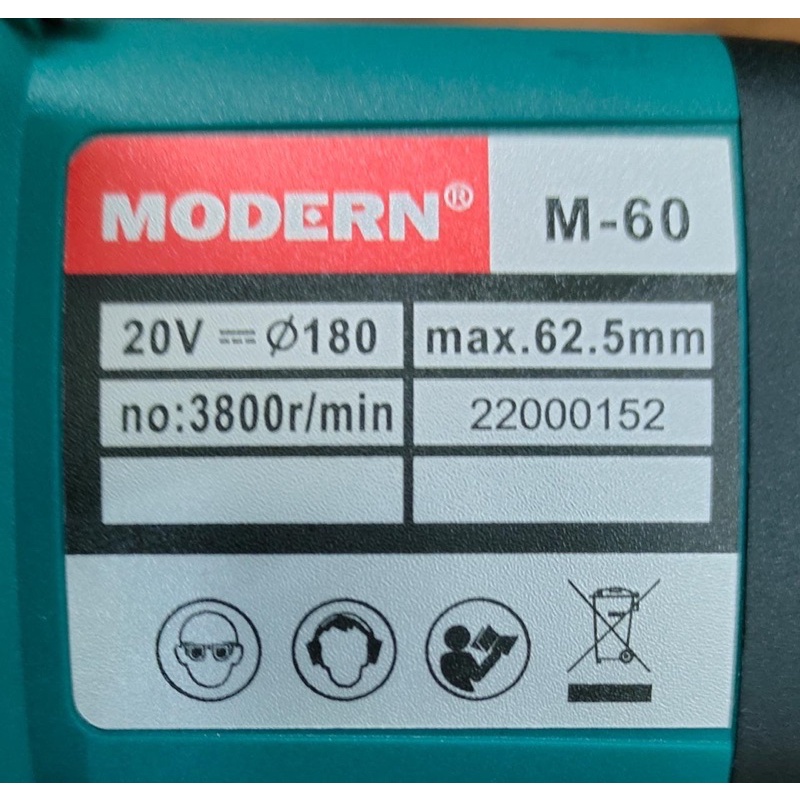 MODERN®
M-60
20V ⎓ Ø180
max.62.5mm
no:3800r/min
22000152